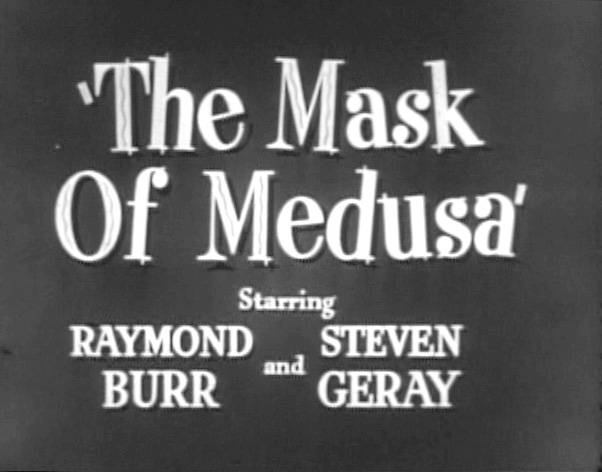 'The Mask
Of Medusa'
Starring
RAYMOND BURR and STEVEN GERAY